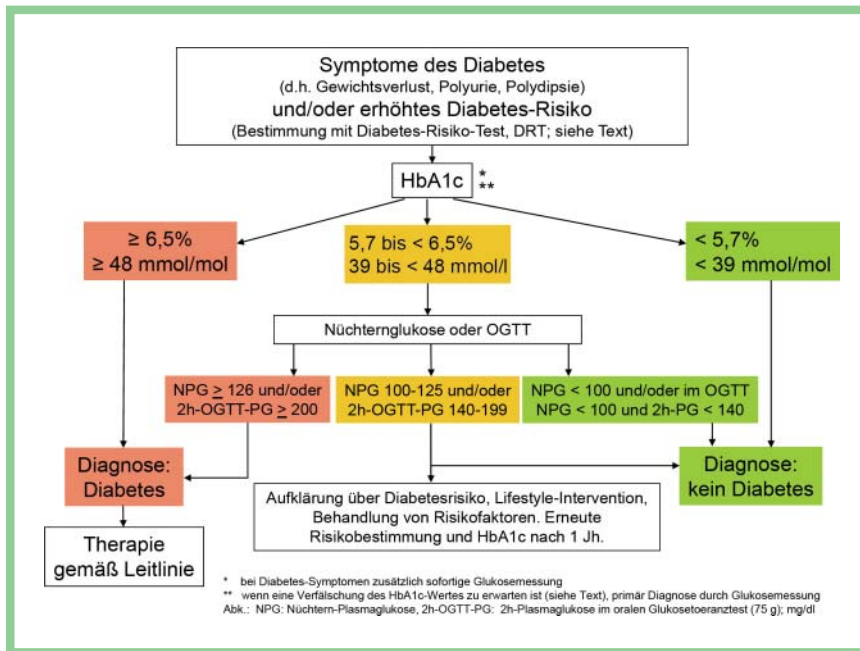 Symptome des Diabetes
(d.h. Gewichtsverlust, Polyurie, Polydipsie)
und/oder erhöhtes Diabetes-Risiko
(Bestimmung mit Diabetes-Risiko-Test, DRT; siehe Text)
HbA1c
*
**
≥ 6,5%
≥ 48 mmol/mol
5,7 bis < 6,5%
39 bis < 48 mmol/l
< 5,7%
< 39 mmol/mol
Nüchternglukose oder OGTT
NPG ≥ 126 und/oder
2h-OGTT-PG ≥ 200
NPG 100-125 und/oder
2h-OGTT-PG 140-199
NPG < 100 und/oder im OGTT
NPG < 100 und 2h-PG < 140
Diagnose:
Diabetes
Diagnose:
kein Diabetes
Aufklärung über Diabetesrisiko, Lifestyle-Intervention,
Behandlung von Risikofaktoren. Erneute
Risikobestimmung und HbA1c nach 1 Jh.
Therapie
gemäß Leitlinie
* bei Diabetes-Symptomen zusätzlich sofortige Glukosemessung
** wenn eine Verfälschung des HbA1c-Wertes zu erwarten ist (siehe Text), primär Diagnose durch Glukosemessung
Abk.: NPG: Nüchtern-Plasmaglukose, 2h-OGTT-PG: 2h-Plasmaglukose im oralen Glukosetoeranztest (75 g); mg/dl